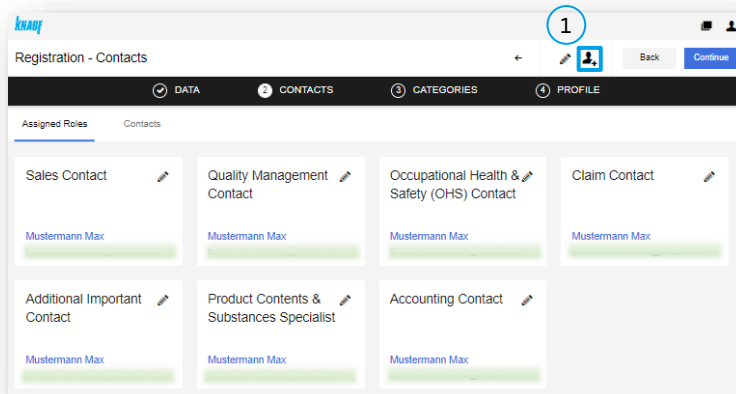 KNAUF
1
Registration - Contacts
Back
Continue
DATA
2 CONTACTS
3 CATEGORIES
4 PROFILE
Assigned Roles
Contacts
Sales Contact
Mustermann Max
Quality Management
Contact
Mustermann Max
Occupational Health &
Safety (OHS) Contact
Mustermann Max
Claim Contact
Mustermann Max
Additional Important
Contact
Mustermann Max
Product Contents &
Substances Specialist
Mustermann Max
Accounting Contact
Mustermann Max